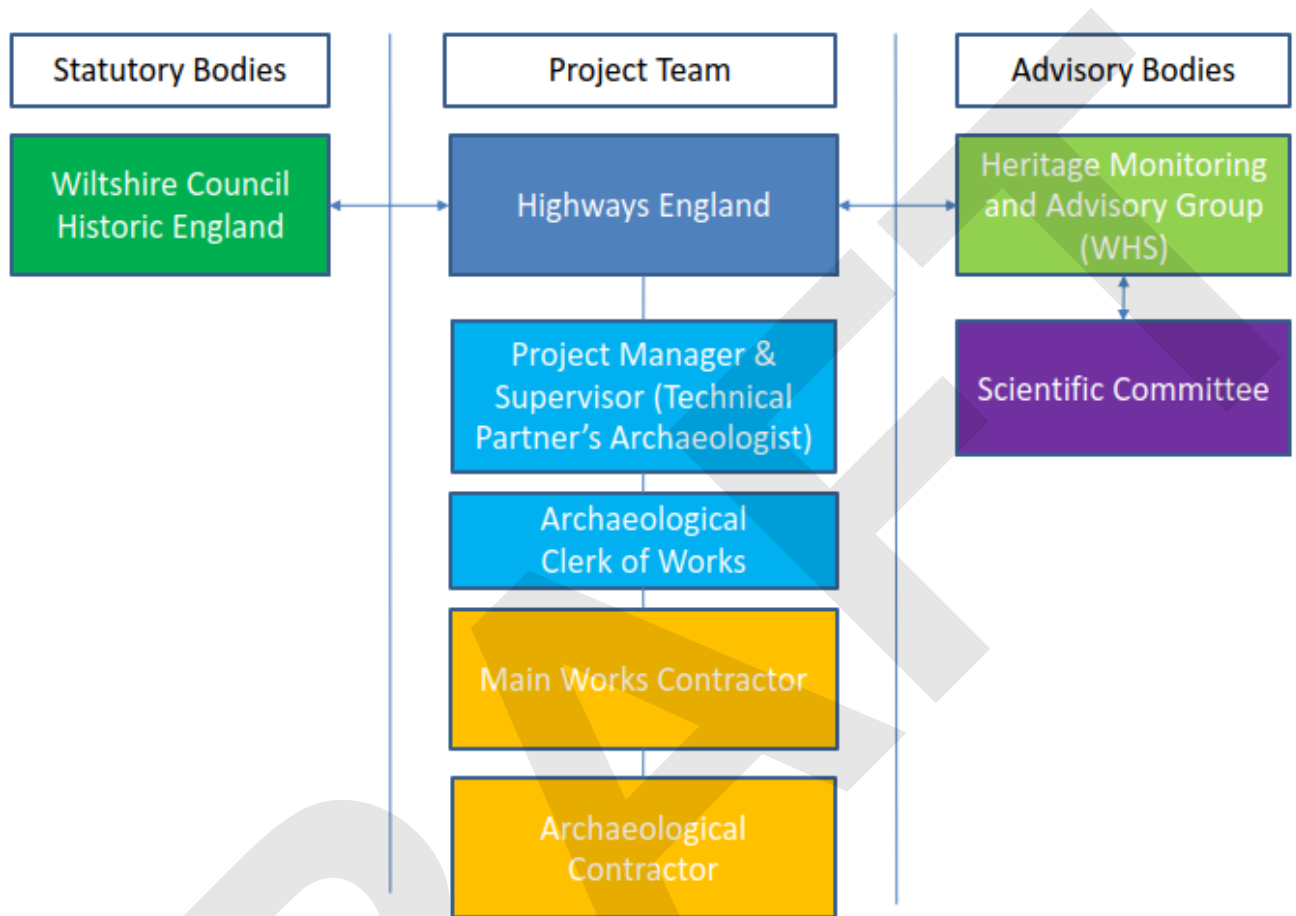 Statutory Bodies
Project Team
Advisory Bodies
Wiltshire Council
Historic England
Highways England
Heritage Monitoring
and Advisory Group
(WHS)
Project Manager &
Supervisor (Technical
Partner’s Archaeologist)
Scientific Committee
Archaeological
Clerk of Works
Main Works Contractor
Archaeological
Contractor
DRAFT